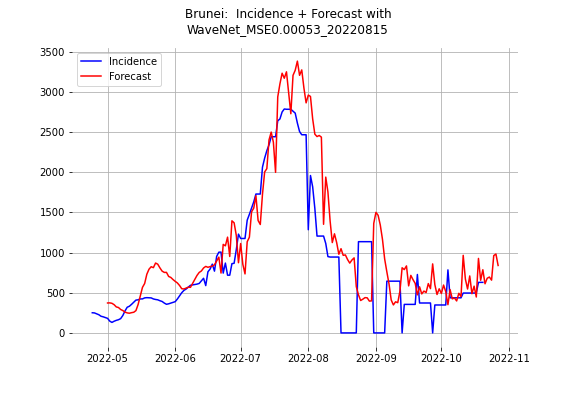 Brunei:  Incidence + Forecast with
WaveNet_MSE0.00053_20220815
Incidence
Forecast
3500
3000
2500
2000
1500
1000
500
0
2022-05 2022-06 2022-07 2022-08 2022-09 2022-10 2022-11